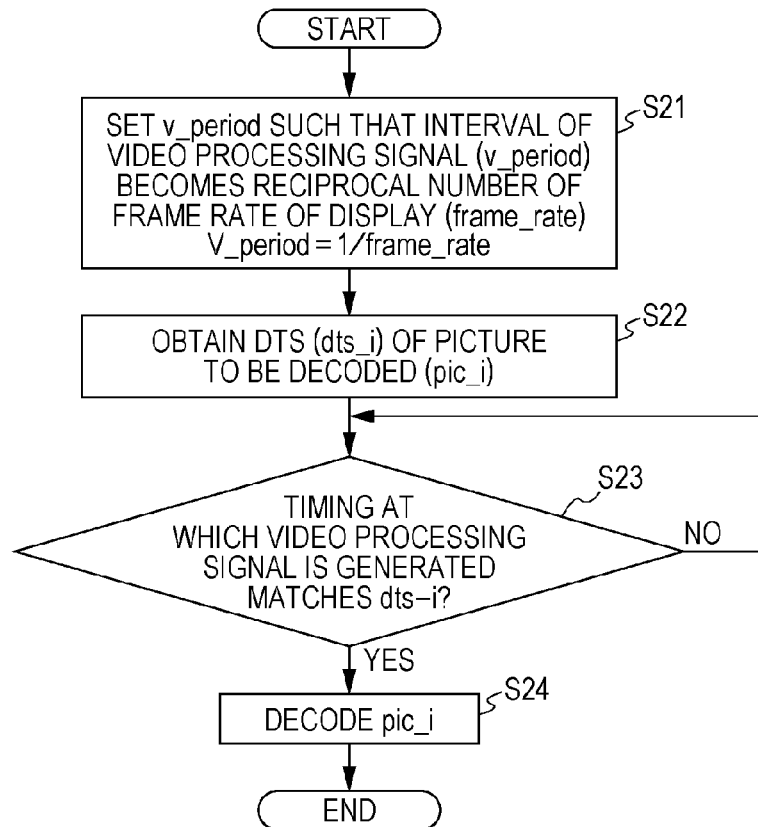 START
S21
SET v_period SUCH THAT INTERVAL OF
VIDEO PROCESSING SIGNAL (v_period)
BECOMES RECIPROCAL NUMBER OF
FRAME RATE OF DISPLAY (frame_rate)
V_period = 1/frame_rate
S22
OBTAIN DTS (dts_i) OF PICTURE
TO BE DECODED (pic_i)
S23
TIMING AT
WHICH VIDEO PROCESSING
SIGNAL IS GENERATED
MATCHES dts-i?
NO
YES
S24
DECODE pic_i
END